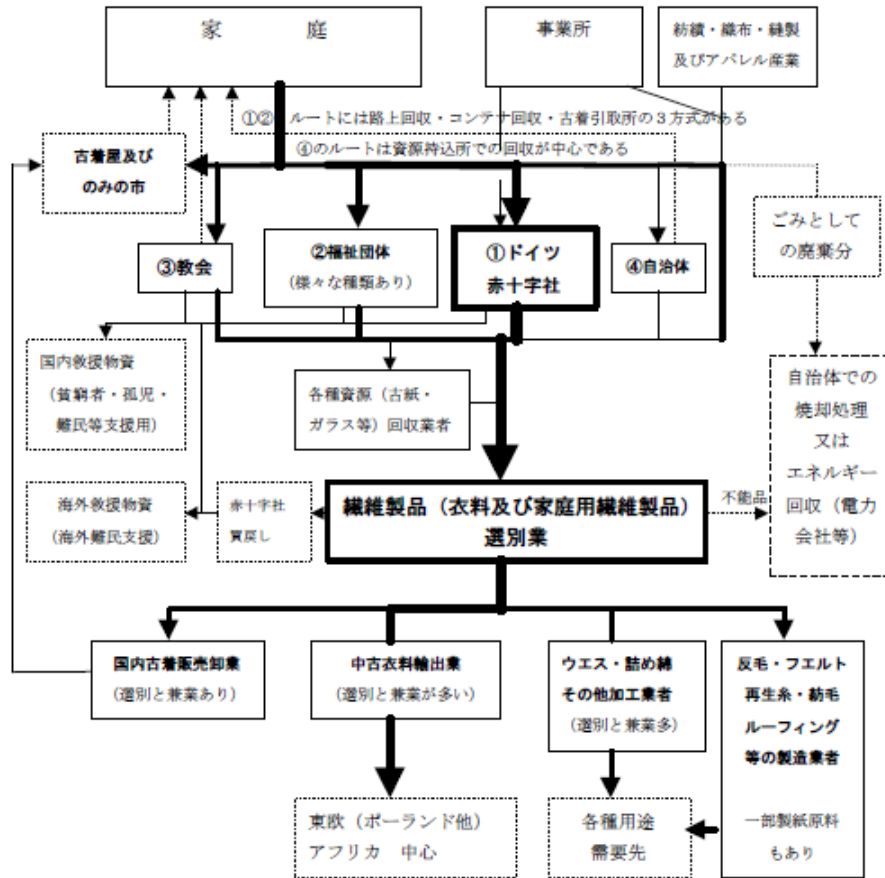 家　　庭
事業所
紡績・織布・縫製
及びアパレル産業
①②③ルートには路上回収・コンテナ回収・古着引取所の３方式がある
④のルートは資源持込所での回収が中心である
古着屋及び
のみの市
ごみとして
の廃棄分
③教会
②福祉団体
(様々な種類あり)
①ドイツ
赤十字社
④自治体
国内救援物資
(貧窮者・孤児・
難民等支援用)
各種資源（古紙・
ガラス等）回収業者
自治体での
焼却処理
又は
エネルギー
回収（電力
会社等）
海外救援物資
(海外難民支援)
赤十字社
買戻し
繊維製品（衣料及び家庭用繊維製品）
選別業
不能品
国内古着販売卸業
(選別と兼業あり)
中古衣料輸出業
(選別と兼業が多い)
ウエス・詰め綿
その他加工業者
(選別と兼業多)
反毛・フエルト
再生糸・紡毛
ルーフィング
等の製造業者
一部製紙原料
もあり
東欧（ポーランド他）
アフリカ　中心
各種用途
需要先